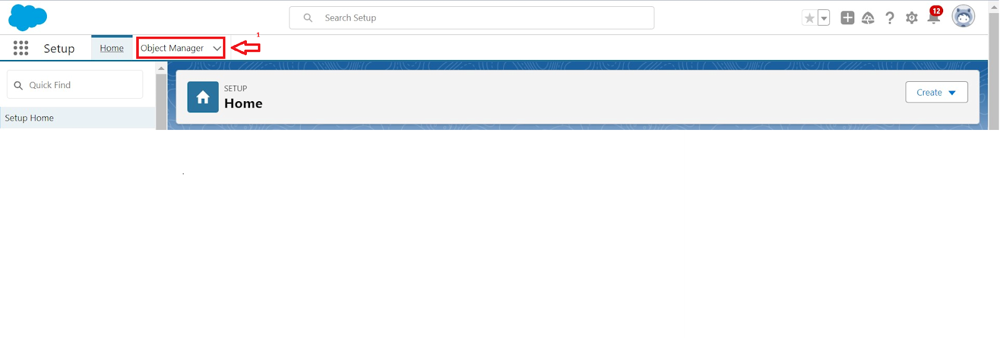 Search Setup
12
1
Setup
Home
Object Manager
Quick Find
SETUP
Home
Create
Setup Home
.